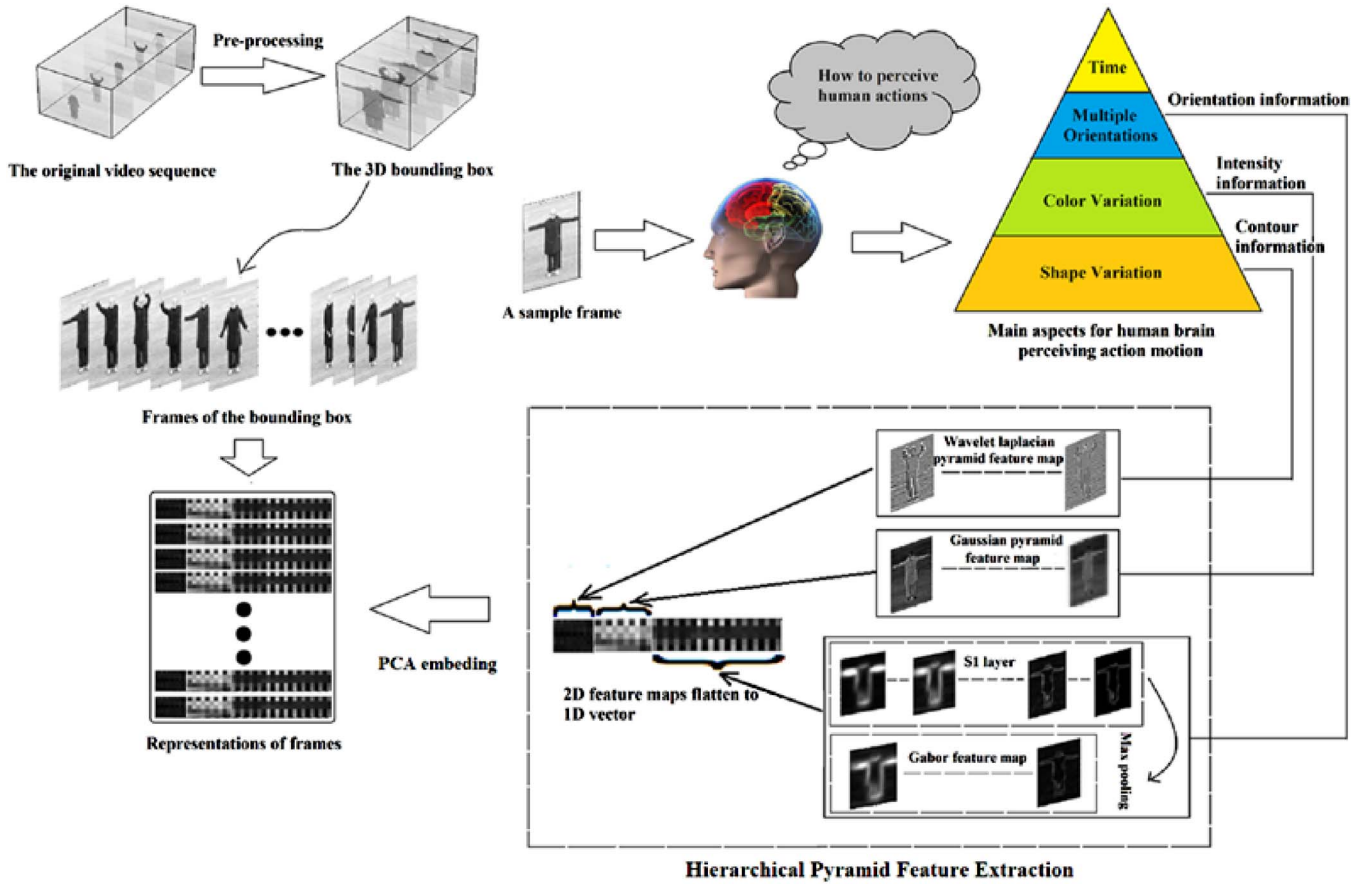 Pre-processing
The original video sequence
The 3D bounding box
How to perceive
human actions
Time
Multiple
Orientations
Color Variation
Shape Variation
Orientation information
Intensity
information
Contour
information
A sample frame
Main aspects for human brain
perceiving action motion
Frames of the bounding box
Wavelet laplacian
pyramid feature map
Gaussian pyramid
feature map
S1 layer
Gabor feature map
Max pooling
2D feature maps flatten to
1D vector
PCA embeding
Representations of frames
Hierarchical Pyramid Feature Extraction